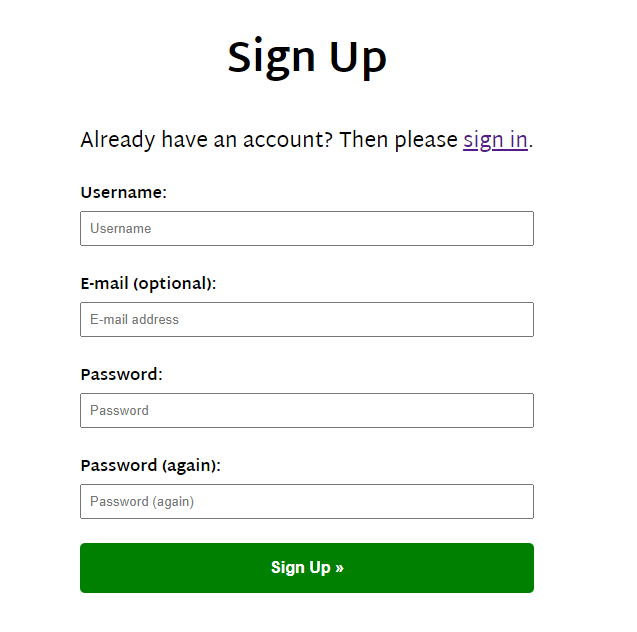 Sign Up
Already have an account? Then please sign in.
Username:
Username
E-mail (optional):
E-mail address
Password:
Password
Password (again):
Password (again)
Sign Up »